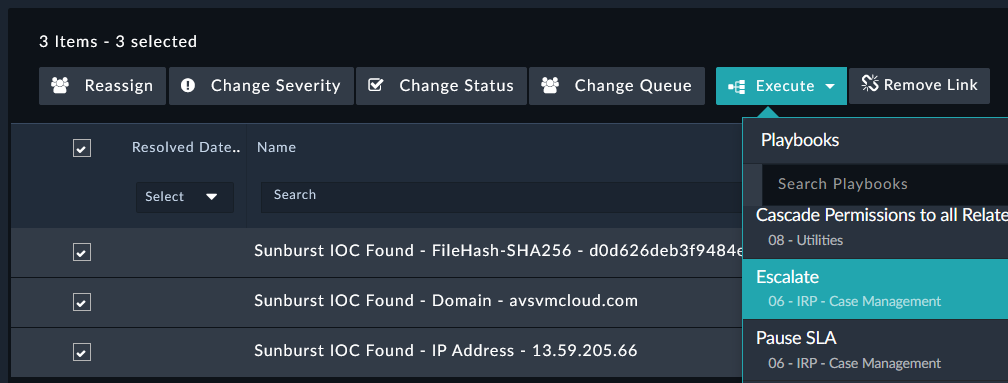 3 Items - 3 selected
Reassign Change Severity Change Status Change Queue Execute Remove Link
Resolved Date.. Name
Select Search
Sunburst IOC Found - FileHash-SHA256 - d0d626deb3f9484e
Sunburst IOC Found - Domain - avsvmcloud.com
Sunburst IOC Found - IP Address - 13.59.205.66
Playbooks
Search Playbooks
Cascade Permissions to all Relate
08 - Utilities
Escalate
06 - IRP - Case Management
Pause SLA
06 - IRP - Case Management